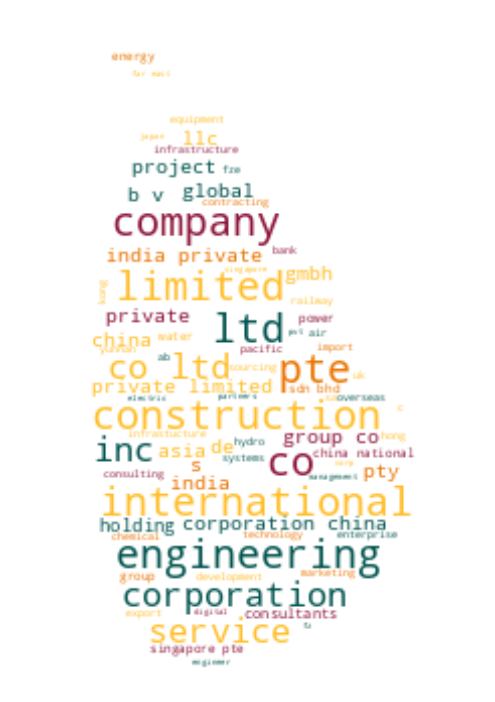 energy
far east
equipment
japan llc
infrastructure
project fze
b v global
contracting
company
india private bank
singapore
limited gmbh
kong railway
private ltd power
pvt air
china water
yunnan pacific import
ab
co ltd sourcing pte uk
private limited sdn bhd
electric partners overseas
construction c
infrastucture group co hong
inc asia de hydro
s systems co china national
consulting india management pty
international
holding corporation china
chemical technology enterprise
engineering
group development marketing
corporation
export digital consultants
service
singapore pte
engineer